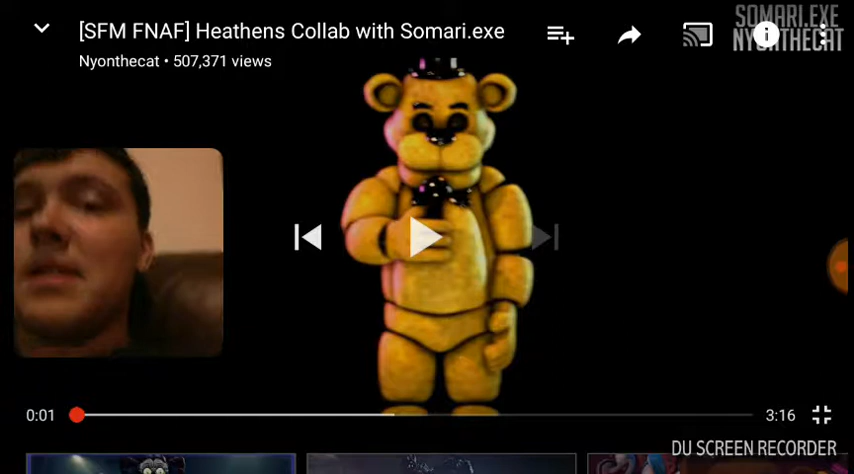 [SFM FNAF] Heathens Collab with Somari.exe
Nyonthecat • 507,371 views
SOMARI.EXE
NYONTHECAT
0:01
3:16
DU SCREEN RECORDER